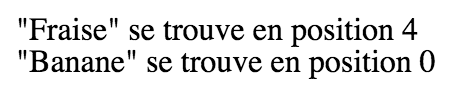 "Fraise" se trouve en position 4
"Banane" se trouve en position 0